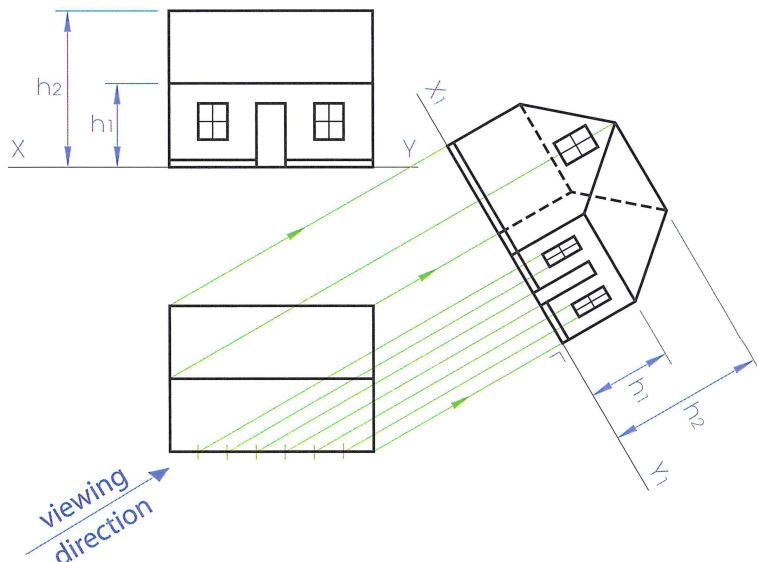 h2
h1
X
Y
X1
h1
h2
Y1
viewing
direction